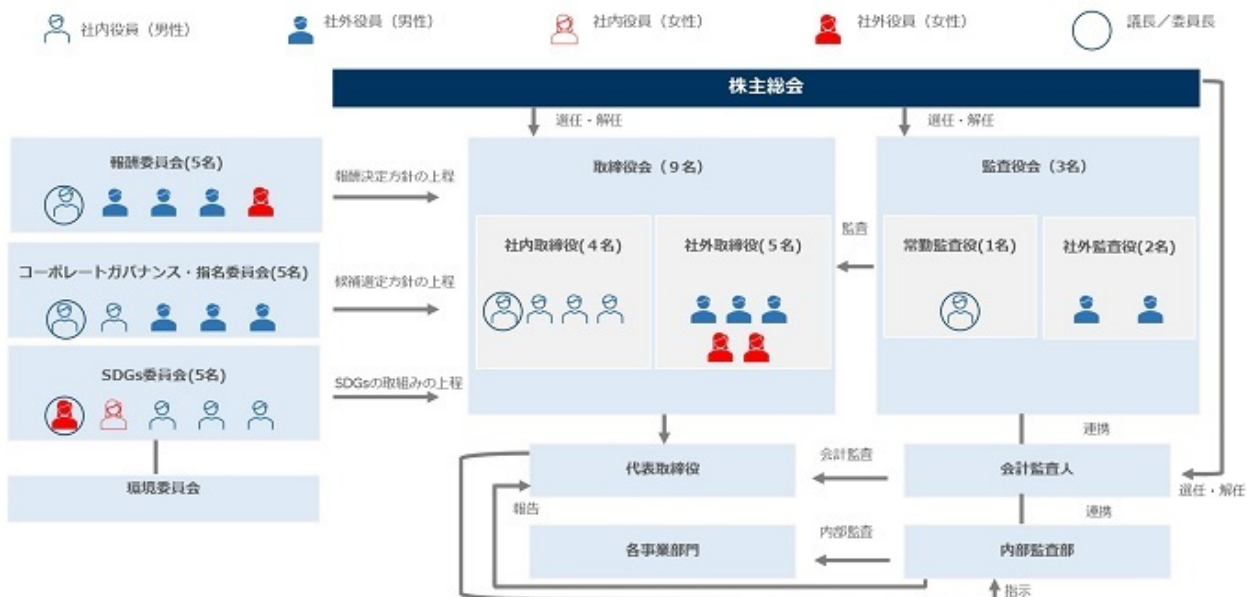 社内役員（男性）
社外役員（男性）
社内役員（女性）
社外役員（女性）
議長／委員長
株主総会
選任・解任
選任・解任
報酬委員会(5名)
報酬決定方針の上程
取締役会（9名）
監査役会（3名）
社内取締役(４名)
社外取締役(５名)
監査
常勤監査役(1名)
社外監査役(2名)
コーポレートガバナンス・指名委員会(5名)
候補選定方針の上程
SDGs委員会(5名)
SDGsの取組みの上程
環境委員会
代表取締役
会計監査
会計監査人
連携
選任・解任
報告
連携
各事業部門
内部監査
内部監査部
指示